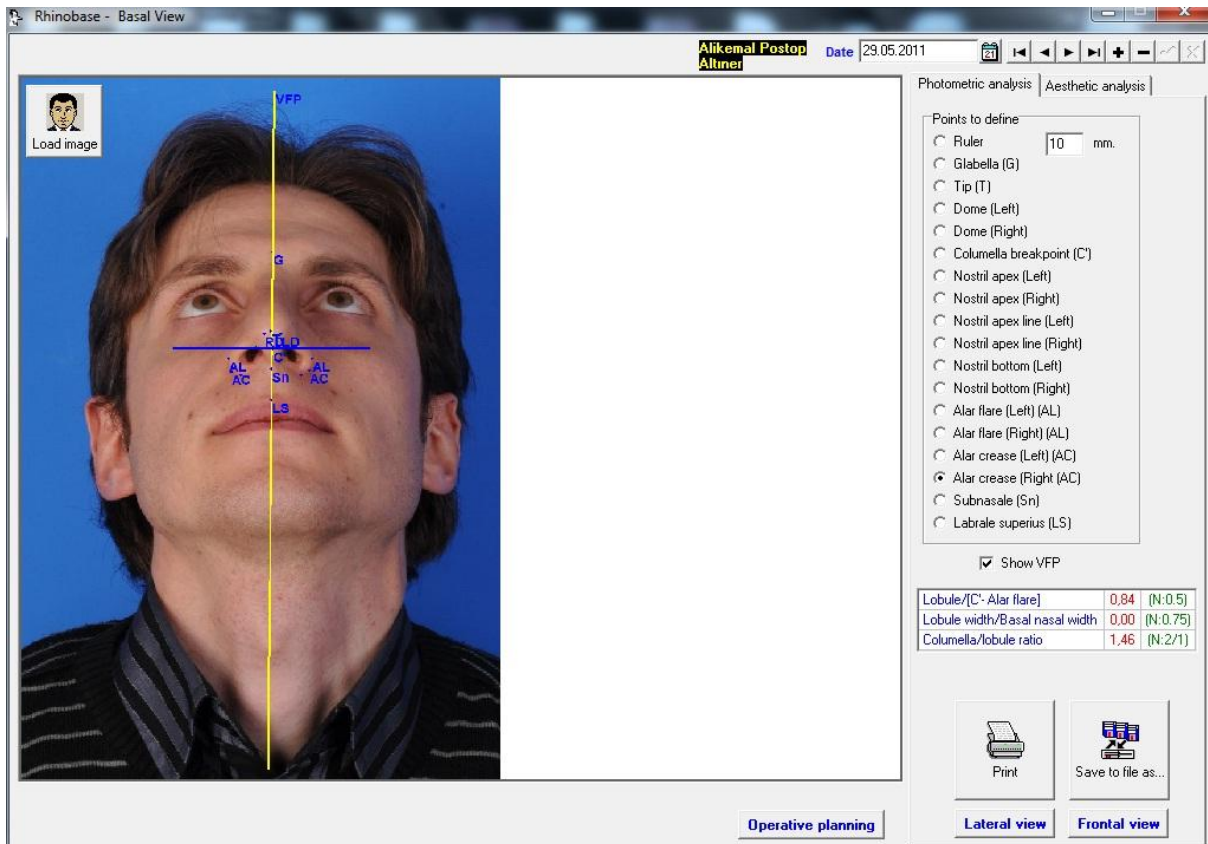 Rhinobase - Basal View
Alikemal Postop
Altıner
Date 29.05.2011
21
Load image
VFP
G
T
C
AL
AL
AC
Sn
AC
LS
Photometric analysis
Aesthetic analysis
Points to define
Ruler 10 mm.
Glabella (G)
Tip (T)
Dome (Left)
Dome (Right)
Columella breakpoint (C')
Nostril apex (Left)
Nostril apex (Right)
Nostril apex line (Left)
Nostril apex line (Right)
Nostril bottom (Left)
Nostril bottom (Right)
Alar flare (Left) (AL)
Alar flare (Right) (AL)
Alar crease (Left) (AC)
Alar crease (Right (AC)
Subnasale (Sn)
Labrale superius (LS)
Show VFP
Lobule/[C'- Alar flare] 0,84 (N:0.5)
Lobule width/Basal nasal width 0,00 (N:0.75)
Columella/lobule ratio 1,46 (N:2/1)
Print
Save to file as...
Operative planning
Lateral view
Frontal view